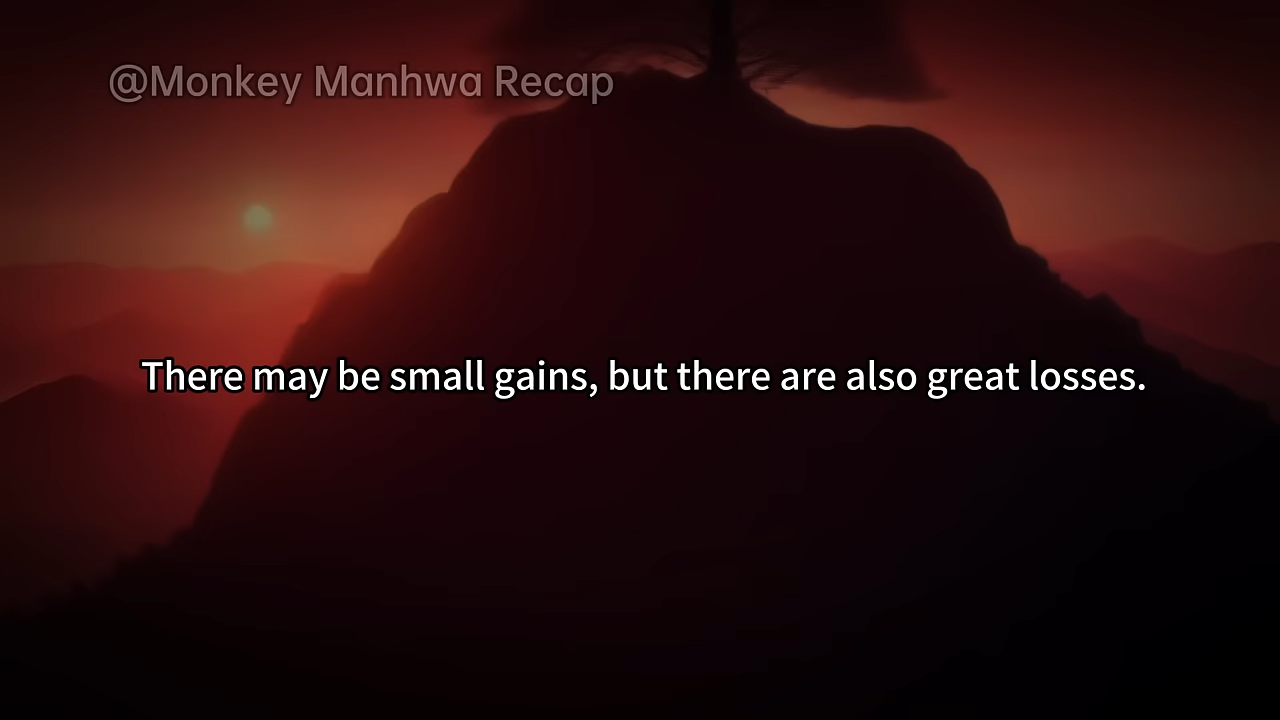 @Monkey Manhwa Recap
There may be small gains, but there are also great losses.